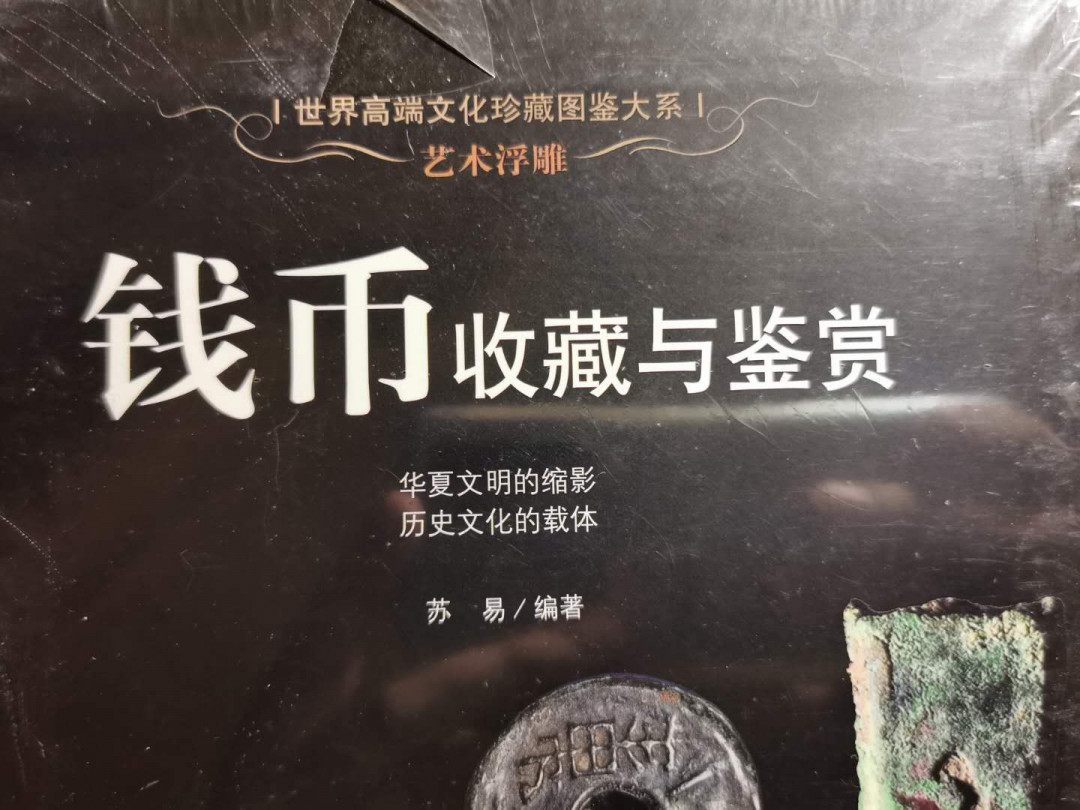 世界高端文化珍藏图鉴大系
艺术浮雕
钱币收藏与鉴赏
华夏文明的缩影
历史文化的载体
苏 易/编著